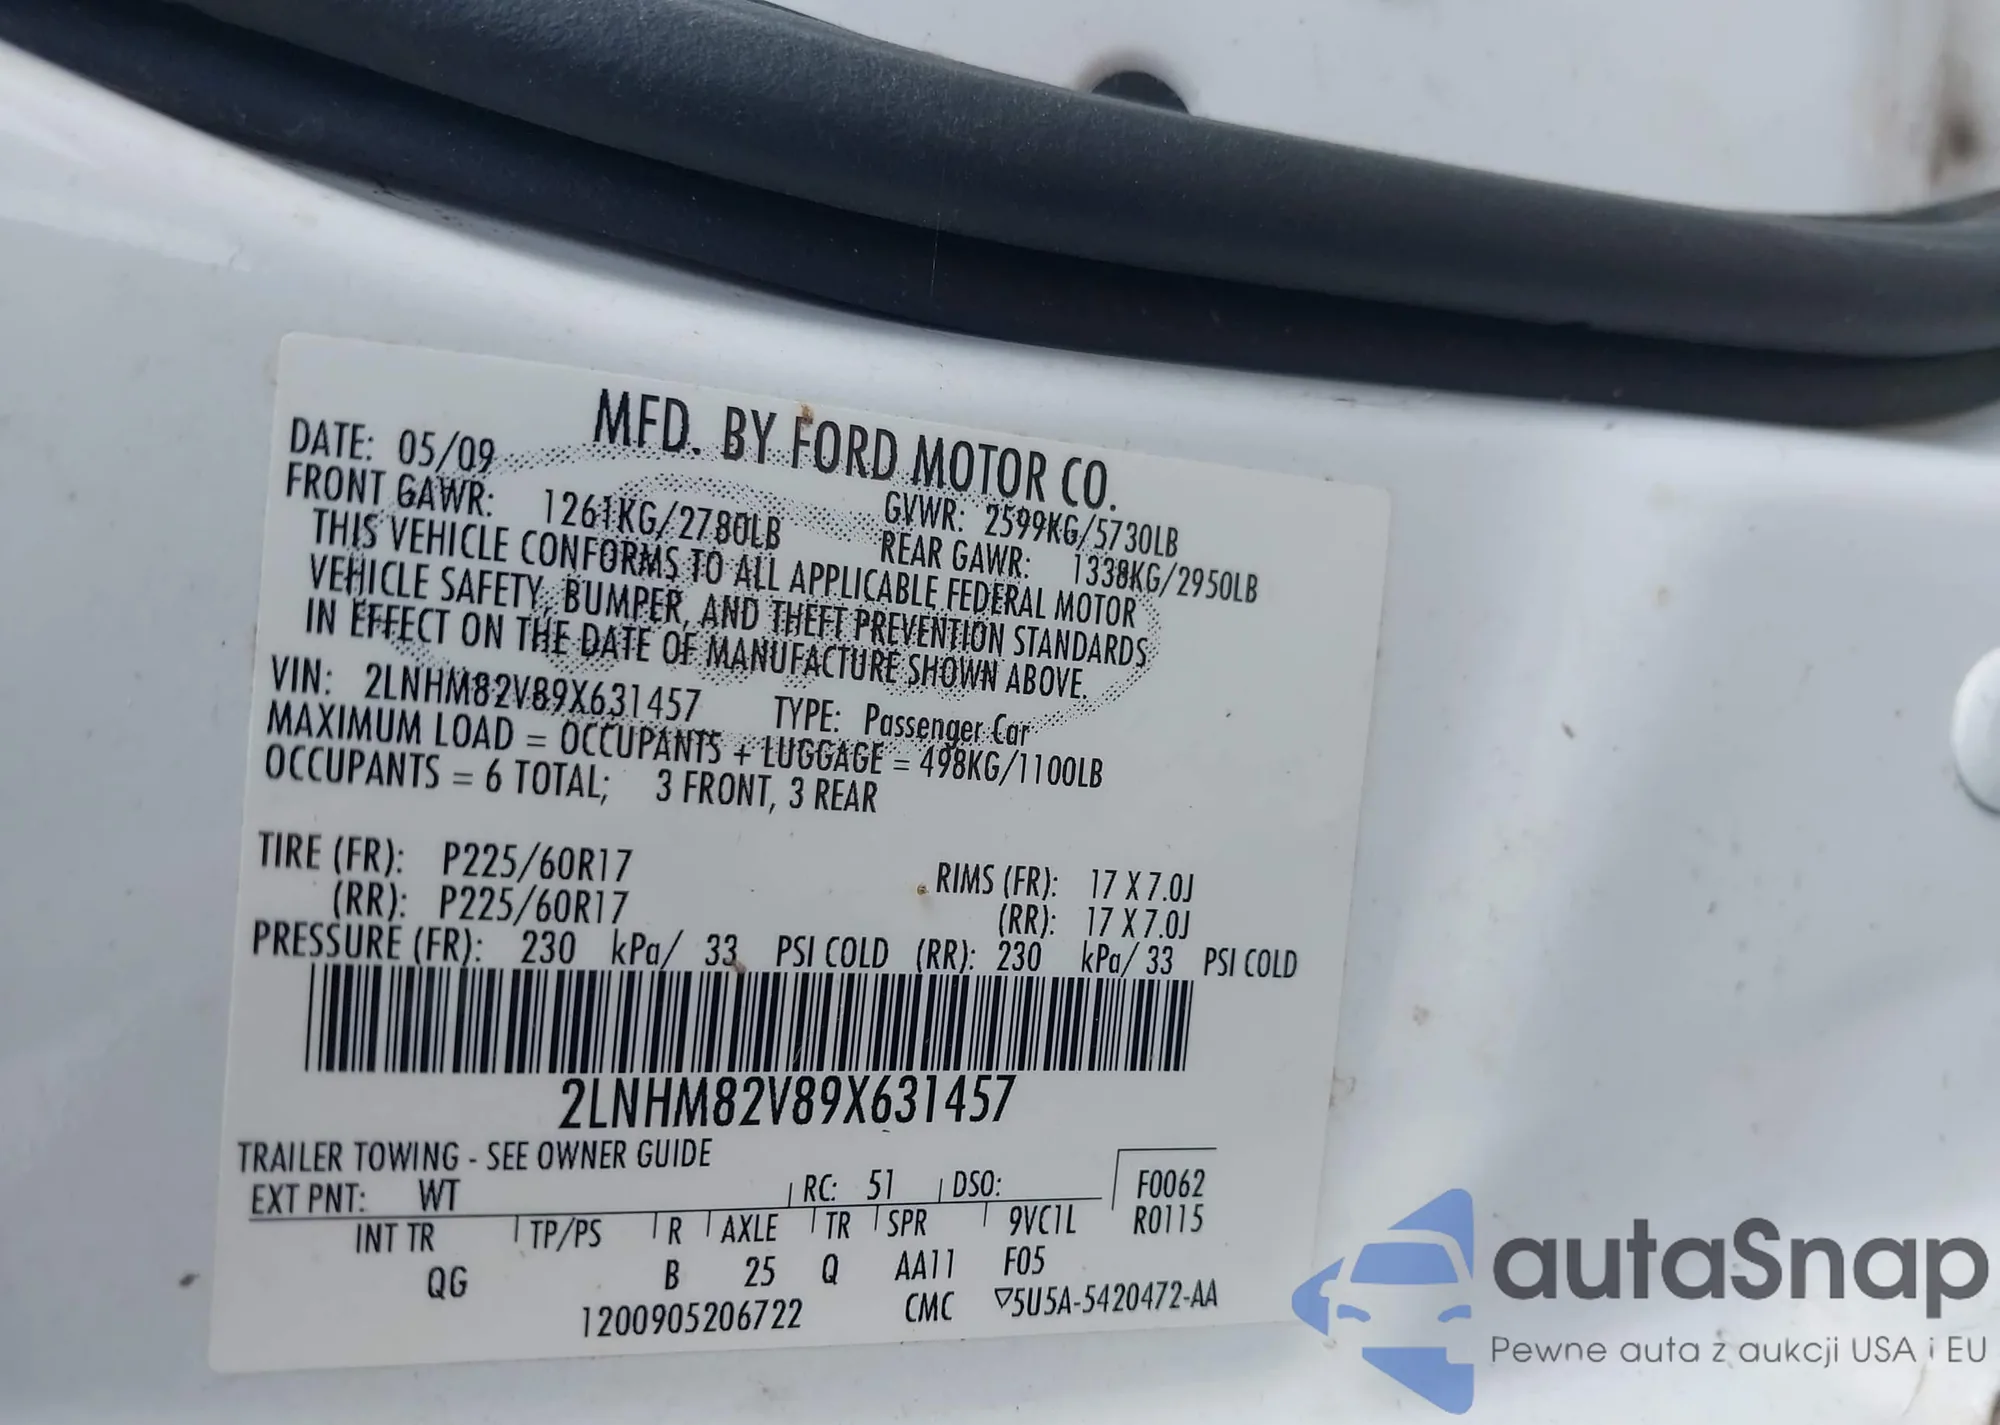 MFD. BY FORD MOTOR CO.
DATE: 05/09 GVWR: 2599KG/5730LB
FRONT GAWR: 1261KG/2780LB REAR GAWR: 1338KG/2950LB
THIS VEHICLE CONFORMS TO ALL APPLICABLE FEDERAL MOTOR
VEHICLE SAFETY, BUMPER, AND THEFT PREVENTION STANDARDS
IN EFFECT ON THE DATE OF MANUFACTURE SHOWN ABOVE.
VIN: 2LNHM82V89X631457 TYPE: Passenger Car
MAXIMUM LOAD = OCCUPANTS + LUGGAGE = 498KG/1100LB
OCCUPANTS = 6 TOTAL; 3 FRONT, 3 REAR
TIRE (FR): P225/60R17 RIMS (FR): 17 X 7.0J
(RR): P225/60R17 (RR): 17 X 7.0J
PRESSURE (FR): 230 kPa/ 33 PSI COLD (RR): 230 kPa/ 33 PSI COLD
2LNHM82V89X631457
TRAILER TOWING - SEE OWNER GUIDE
EXT PNT: WT RC: 51 DSO: F0062
INT TR TP/PS R AXLE TR SPR 9VC1L R0115
QG B 25 Q AA11 F05
1200905206722 CMC ▽5U5A-5420472-AA
autaSnap
Pewne auta z aukcji USA i EU